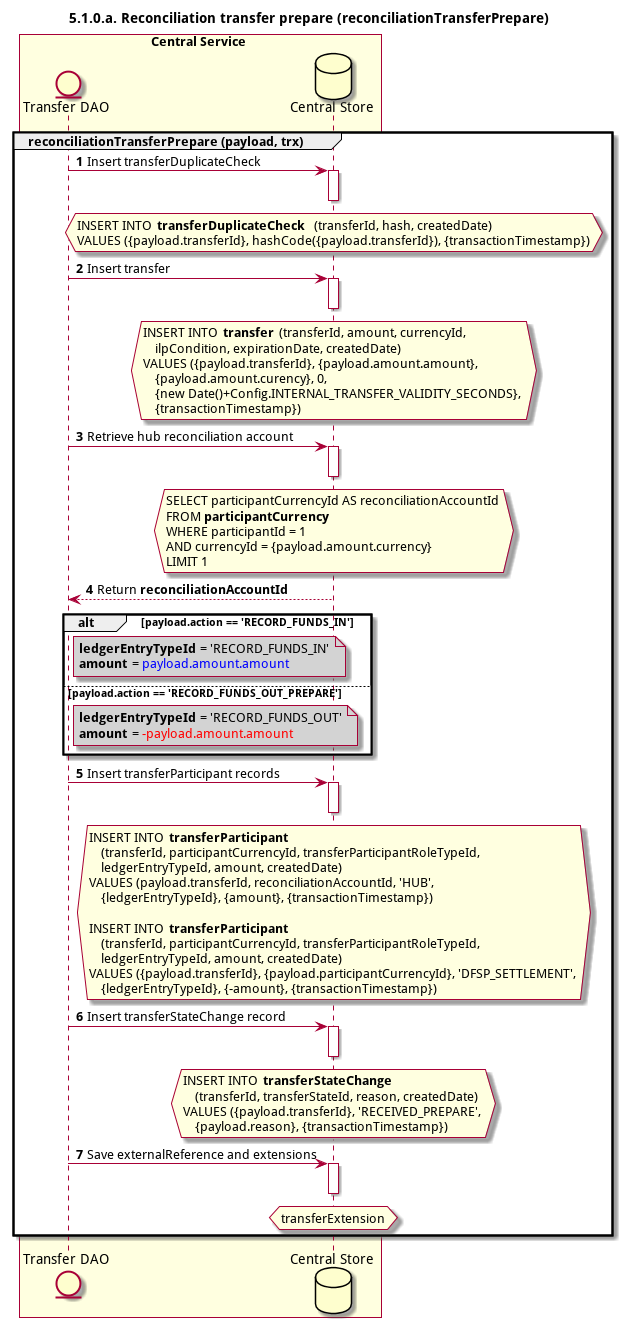 5.1.0.a. Reconciliation transfer prepare (reconciliationTransferPrepare)
Central Service
Transfer DAO
Central Store
reconciliationTransferPrepare (payload, trx)
1 Insert transferDuplicateCheck
INSERT INTO transferDuplicateCheck (transferId, hash, createdDate)
VALUES ({payload.transferId}, hashCode({payload.transferId}), {transactionTimestamp})
2 Insert transfer
INSERT INTO transfer (transferId, amount, currencyId,
ilpCondition, expirationDate, createdDate)
VALUES ({payload.transferId}, {payload.amount.amount},
{payload.amount.curency}, 0,
{new Date()+Config.INTERNAL_TRANSFER_VALIDITY_SECONDS},
{transactionTimestamp})
3 Retrieve hub reconciliation account
SELECT participantCurrencyId AS reconciliationAccountId
FROM participantCurrency
WHERE participantId = 1
AND currencyId = {payload.amount.currency}
LIMIT 1
4 Return reconciliationAccountId
alt [payload.action == 'RECORD_FUNDS_IN']
ledgerEntryTypeId = 'RECORD_FUNDS_IN'
amount = payload.amount.amount
[payload.action == 'RECORD_FUNDS_OUT_PREPARE']
ledgerEntryTypeId = 'RECORD_FUNDS_OUT'
amount = -payload.amount.amount
5 Insert transferParticipant records
INSERT INTO transferParticipant
(transferId, participantCurrencyId, transferParticipantRoleTypeId,
ledgerEntryTypeId, amount, createdDate)
VALUES (payload.transferId, reconciliationAccountId, 'HUB',
{ledgerEntryTypeId}, {amount}, {transactionTimestamp})
INSERT INTO transferParticipant
(transferId, participantCurrencyId, transferParticipantRoleTypeId,
ledgerEntryTypeId, amount, createdDate)
VALUES ({payload.transferId}, {payload.participantCurrencyId}, 'DFSP_SETTLEMENT',
{ledgerEntryTypeId}, {-amount}, {transactionTimestamp})
6 Insert transferStateChange record
INSERT INTO transferStateChange
(transferId, transferStateId, reason, createdDate)
VALUES ({payload.transferId}, 'RECEIVED_PREPARE',
{payload.reason}, {transactionTimestamp})
7 Save externalReference and extensions
transferExtension
Transfer DAO
Central Store